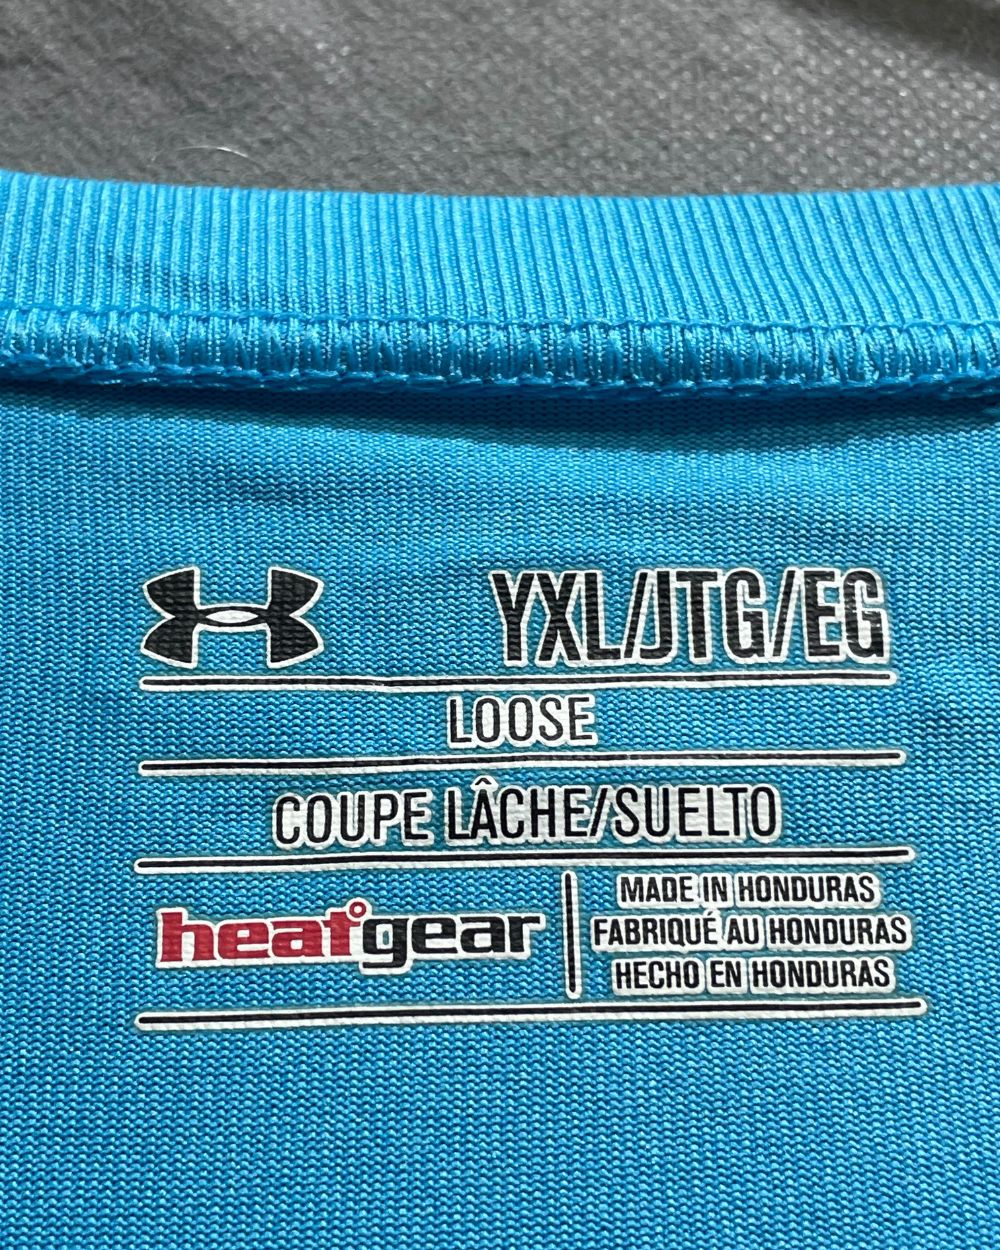 YXL/JTG/EG
LOOSE
COUPE LÂCHE/SUELTO
heatgear
MADE IN HONDURAS
FABRIQUÉ AU HONDURAS
HECHO EN HONDURAS